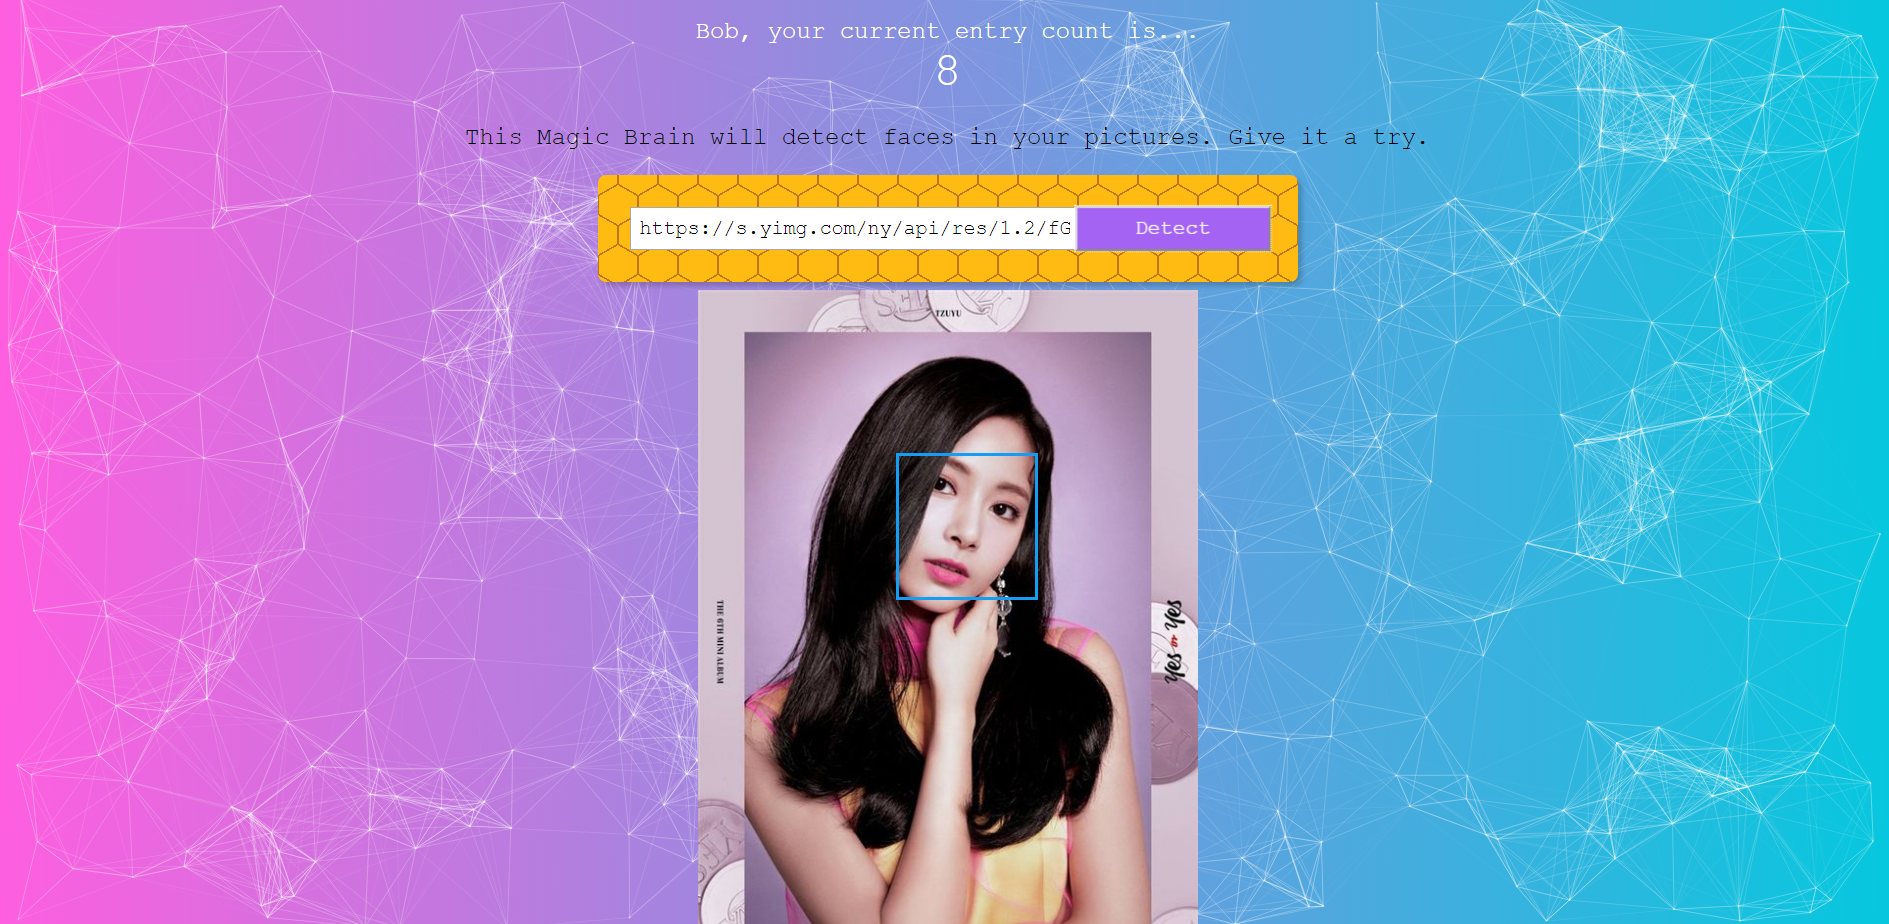 Bob, your current entry count is...
8
This Magic Brain will detect faces in your pictures. Give it a try.
https://s.yimg.com/ny/api/res/1.2/fG
Detect
TZUYU
THE 6TH MINI ALBUM
Yes or Yes